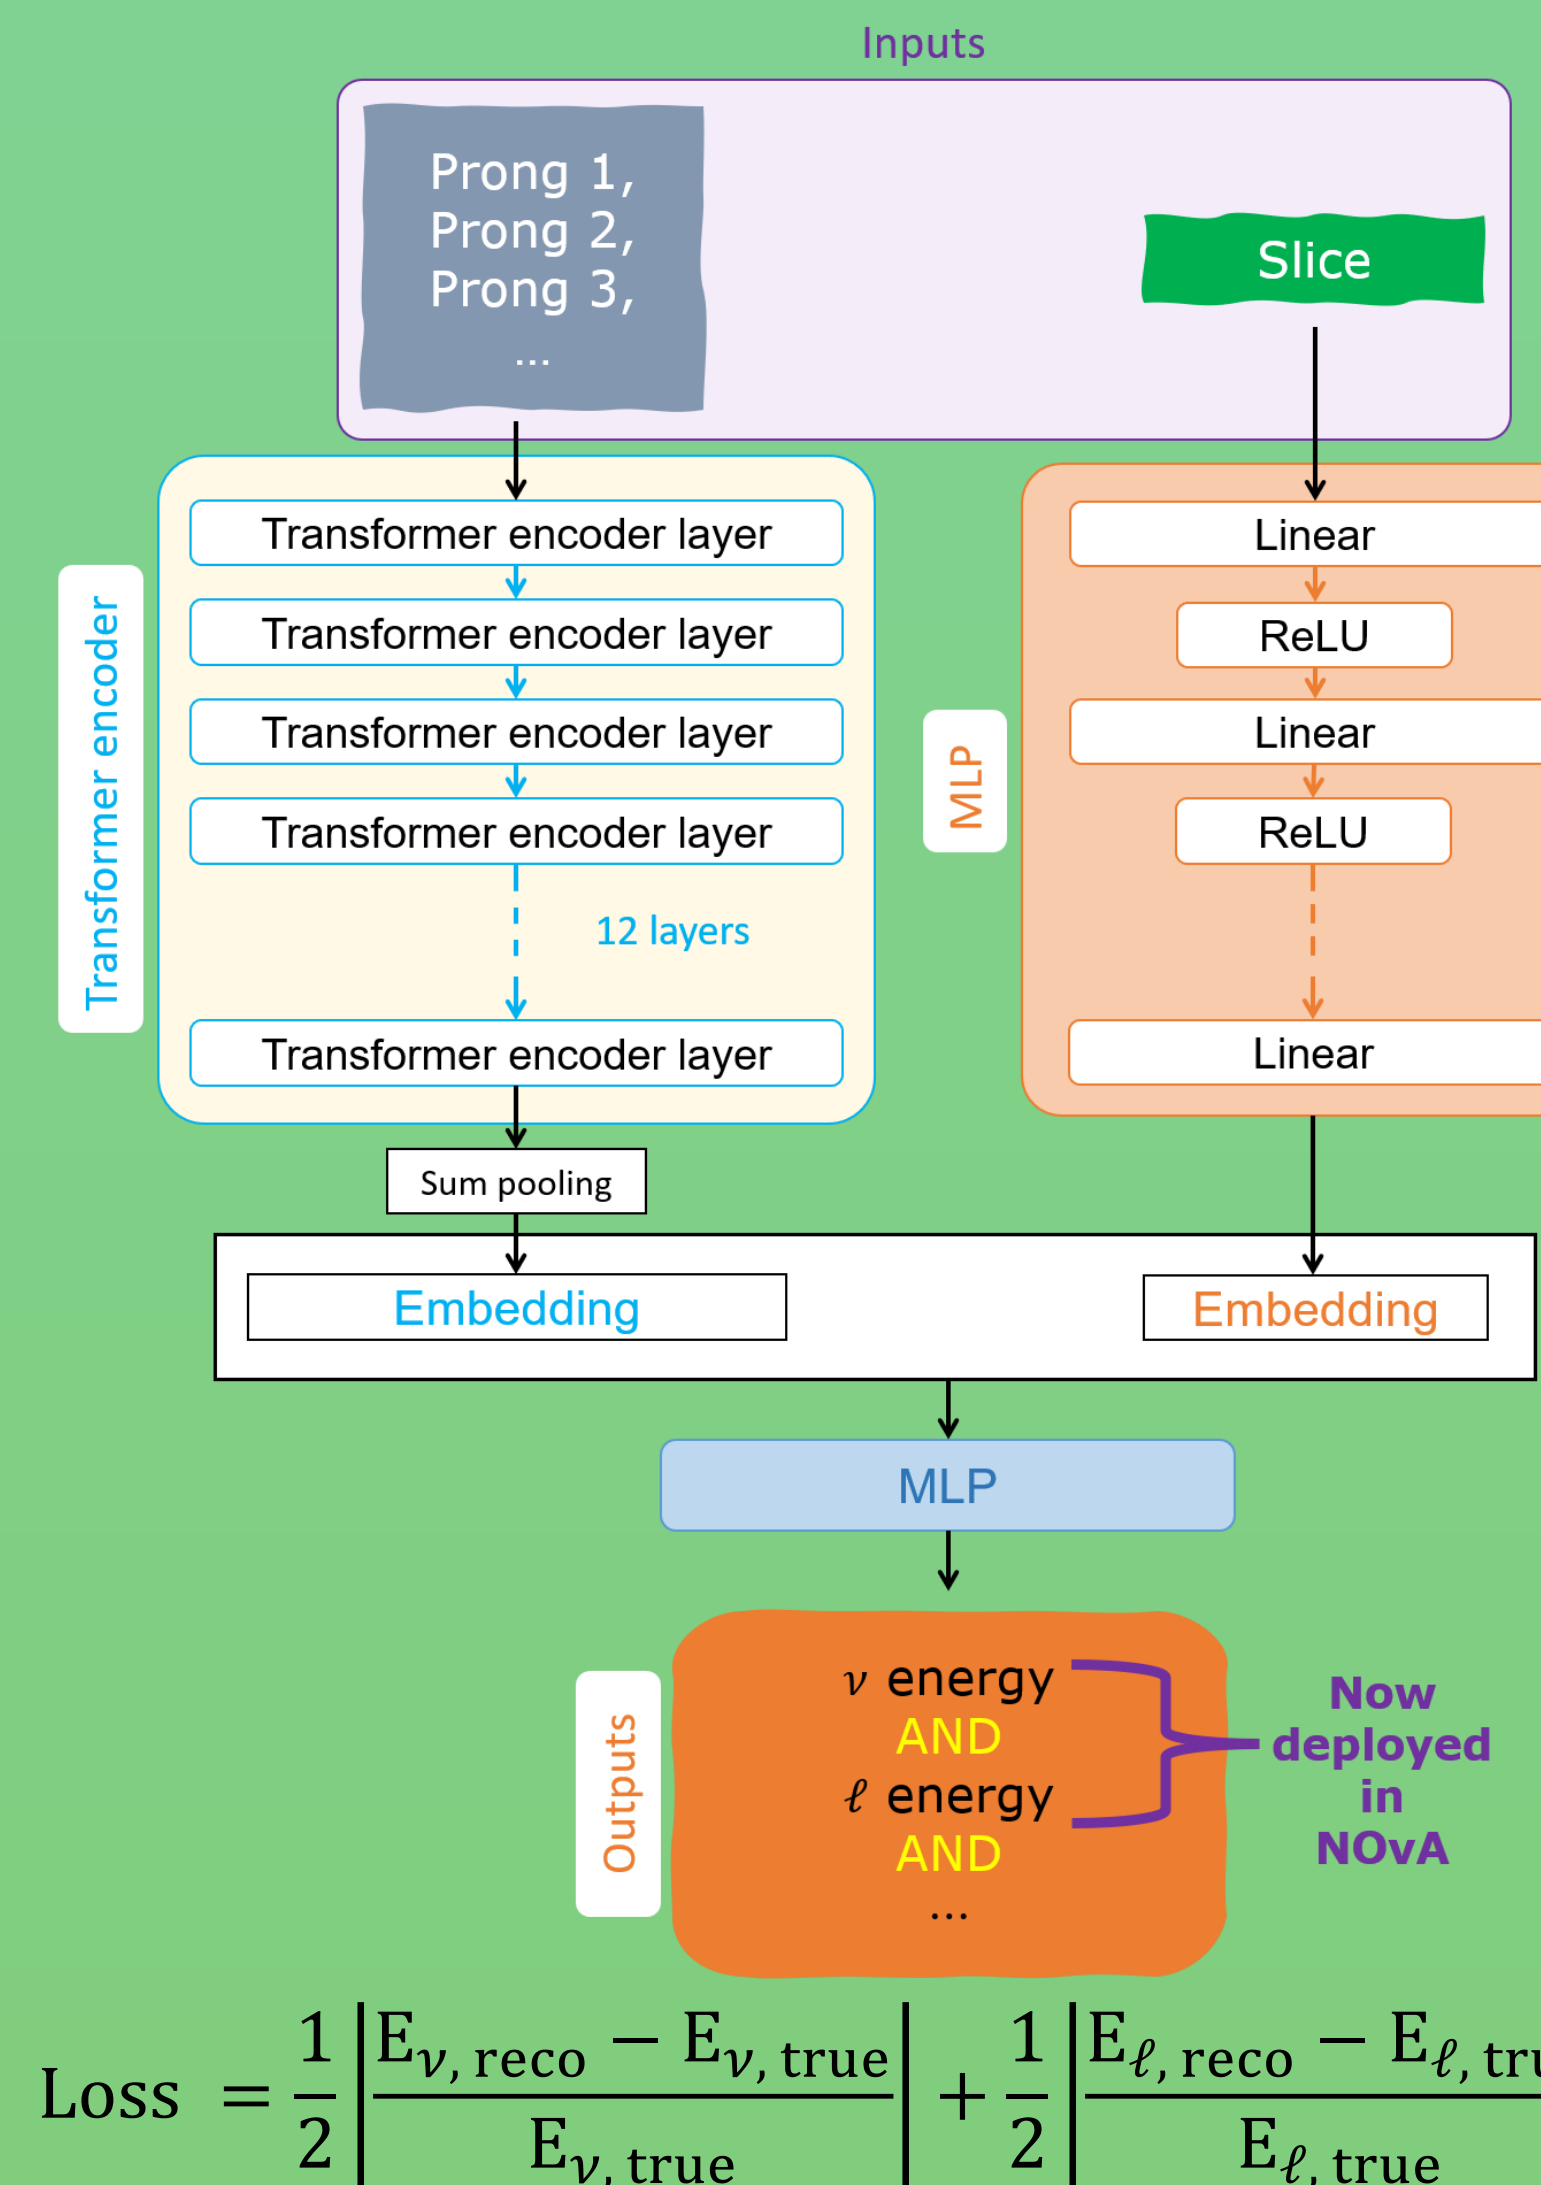 Inputs
Prong 1,
Prong 2,
Prong 3,
...
Slice
Transformer encoder
Transformer encoder layer
Transformer encoder layer
Transformer encoder layer
Transformer encoder layer
12 layers
Transformer encoder layer
MLP
Linear
ReLU
Linear
ReLU
Linear
Sum pooling
Embedding
Embedding
MLP
Outputs
ν energy
AND
ℓ energy
AND
...
Now
deployed
in
NOvA
Loss = 1/2 |(E_ν, reco − E_ν, true)/E_ν, true| + 1/2 |(E_ℓ, reco − E_ℓ, tru)/E_ℓ, true